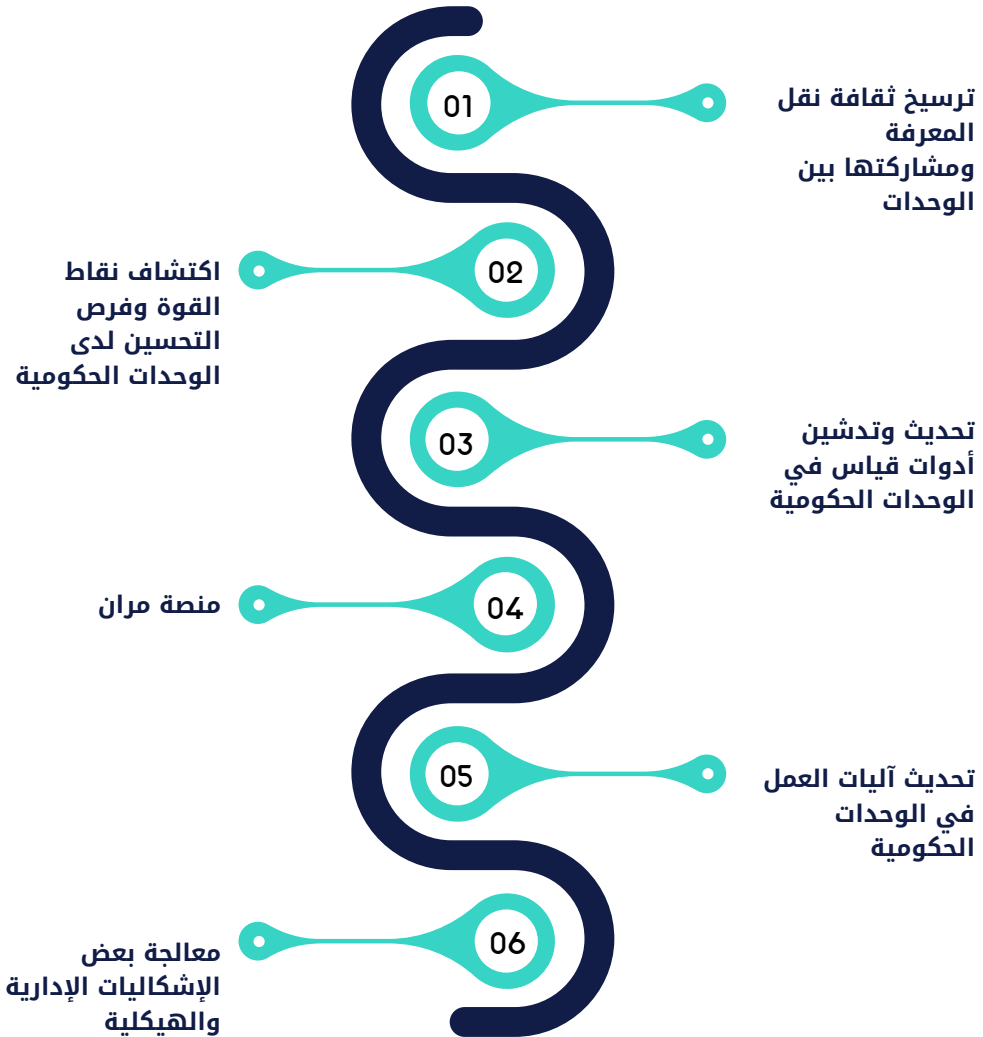 01
ترسيخ ثقافة نقل
المعرفة
ومشاركتها بين
الوحدات
02
اكتشاف نقاط
القوة وفرص
التحسين لدى
الوحدات الحكومية
03
تحديث وتدشين
أدوات قياس في
الوحدات الحكومية
04
منصة مران
05
تحديث آليات العمل
في الوحدات
الحكومية
06
معالجة بعض
الإشكاليات الإدارية
والهيكلية